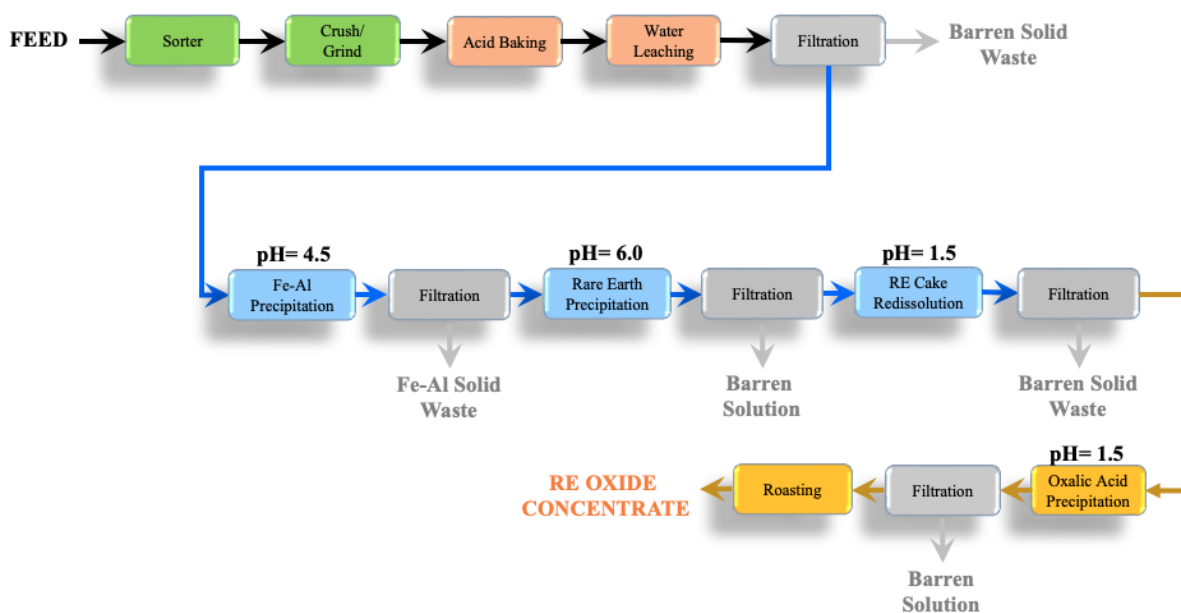 FEED
Sorter
Crush/
Grind
Acid Baking
Water
Leaching
Filtration
Barren Solid
Waste
pH= 4.5
Fe-Al
Precipitation
Filtration
Fe-Al Solid
Waste
pH= 6.0
Rare Earth
Precipitation
Filtration
Barren
Solution
pH= 1.5
RE Cake
Redissolution
Filtration
Barren Solid
Waste
pH= 1.5
Oxalic Acid
Precipitation
Filtration
Barren
Solution
Roasting
RE OXIDE
CONCENTRATE